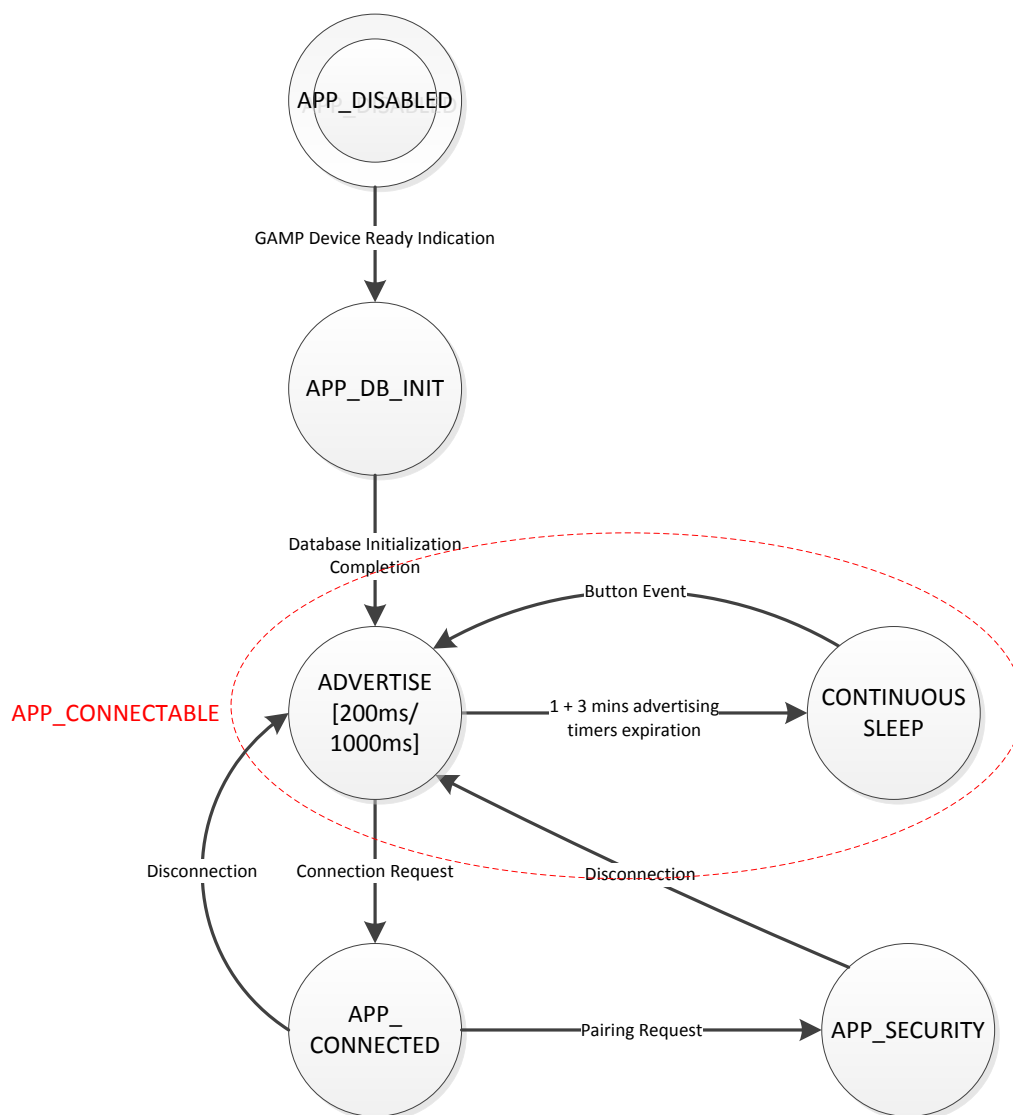 APP_DISABLED
GAMP Device Ready Indication
APP_DB_INIT
Database Initialization
Completion
Button Event
ADVERTISE
[200ms/
1000ms]
1 + 3 mins advertising
timers expiration
CONTINUOUS
SLEEP
APP_CONNECTABLE
Disconnection
Connection Request
Disconnection
APP_
CONNECTED
Pairing Request
APP_SECURITY